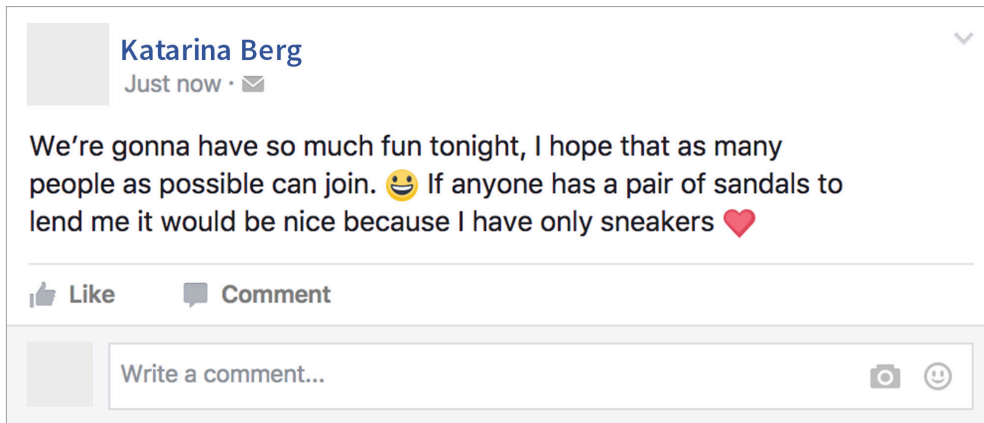 Katarina Berg
Just now ·
We’re gonna have so much fun tonight, I hope that as many
people as possible can join. 😀 If anyone has a pair of sandals to
lend me it would be nice because I have only sneakers ❤️
Like Comment
Write a comment...